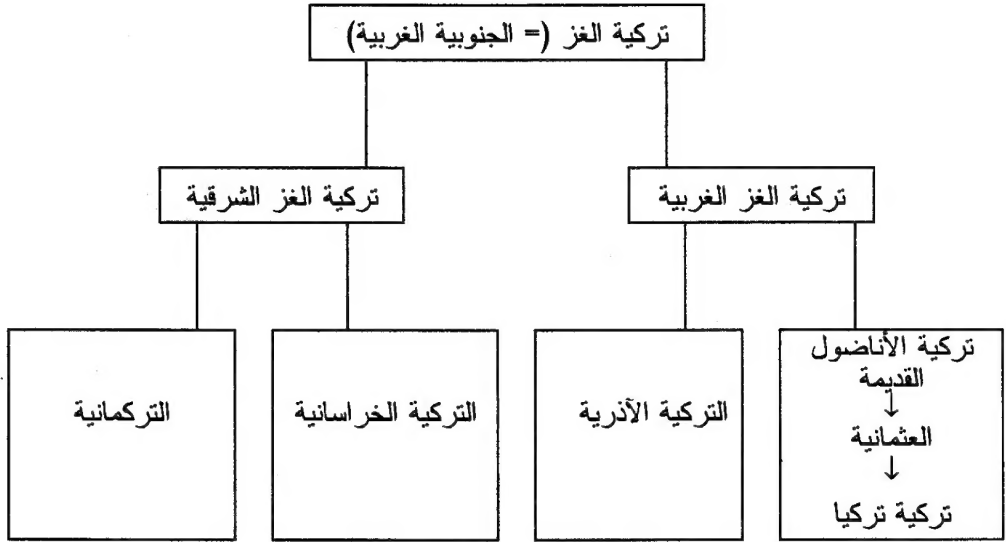 تركية الغز (= الجنوبية الغربية)
تركية الغز الغربية
تركية الغز الشرقية
تركية الأناضول
القديمة
↓
العثمانية
↓
تركية تركيا
التركية الآذرية
التركية الخراسانية
التركمانية